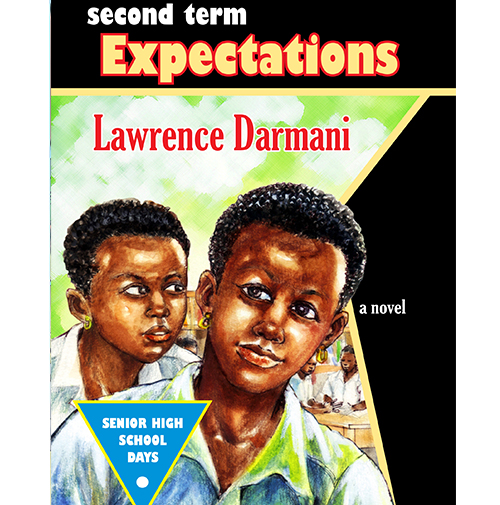 second term
Expectations
Lawrence Darmani
a novel
SENIOR HIGH
SCHOOL
DAYS